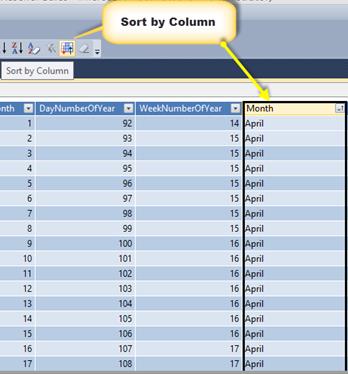 Sort by Column
Sort by Column
onth DayNumberOfYear WeekNumberOfYear Month
1 92 14 April
2 93 15 April
3 94 15 April
4 95 15 April
5 96 15 April
6 97 15 April
7 98 15 April
8 99 15 April
9 100 16 April
10 101 16 April
11 102 16 April
12 103 16 April
13 104 16 April
14 105 16 April
15 106 16 April
16 107 17 April
17 108 17 April